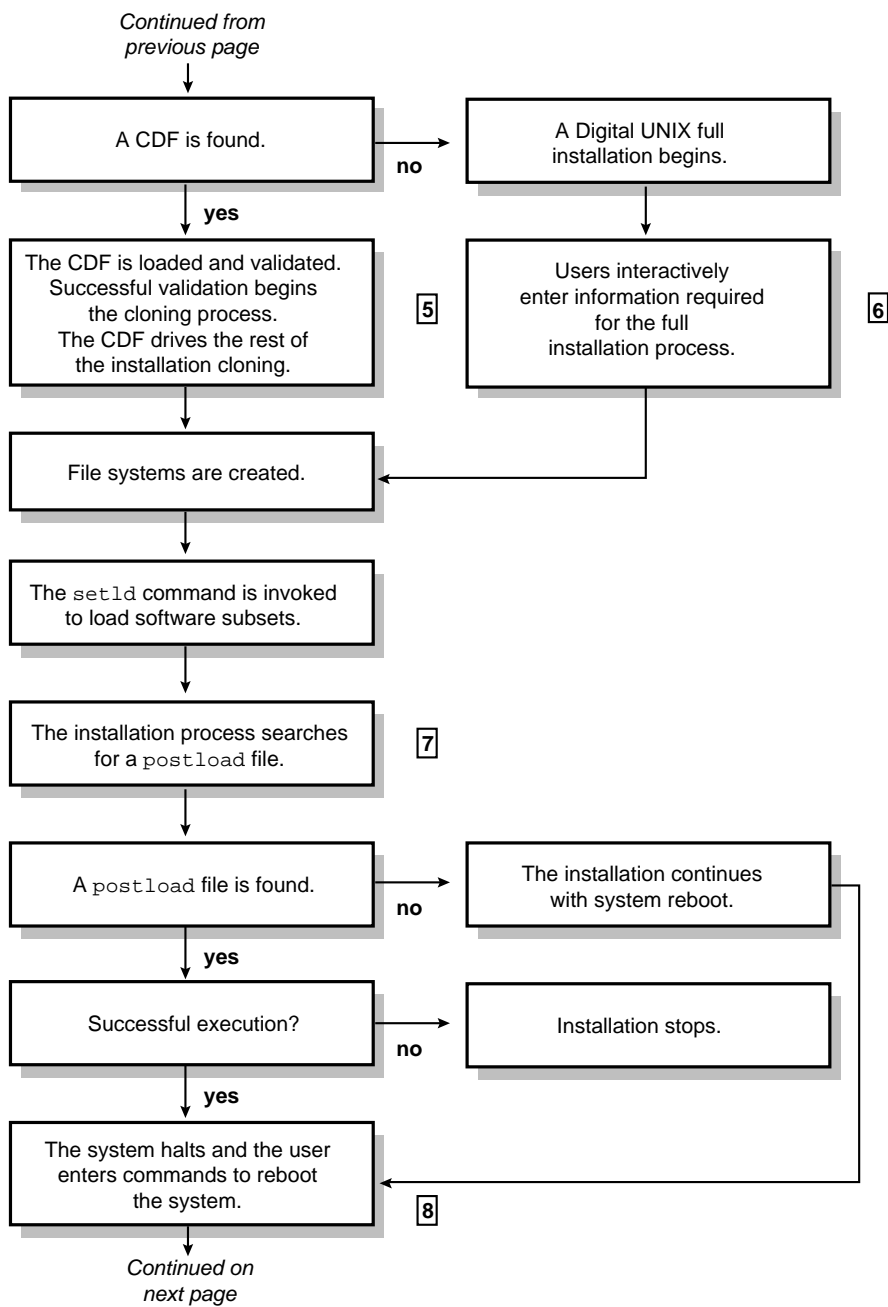 Continued from
previous page
A CDF is found.
no
A Digital UNIX full
installation begins.
yes
The CDF is loaded and validated.
Successful validation begins
the cloning process.
The CDF drives the rest of
the installation cloning.
5
Users interactively
enter information required
for the full
installation process.
6
File systems are created.
The setld command is invoked
to load software subsets.
The installation process searches
for a postload file.
7
A postload file is found.
no
The installation continues
with system reboot.
yes
Successful execution?
no
Installation stops.
yes
The system halts and the user
enters commands to reboot
the system.
8
Continued on
next page